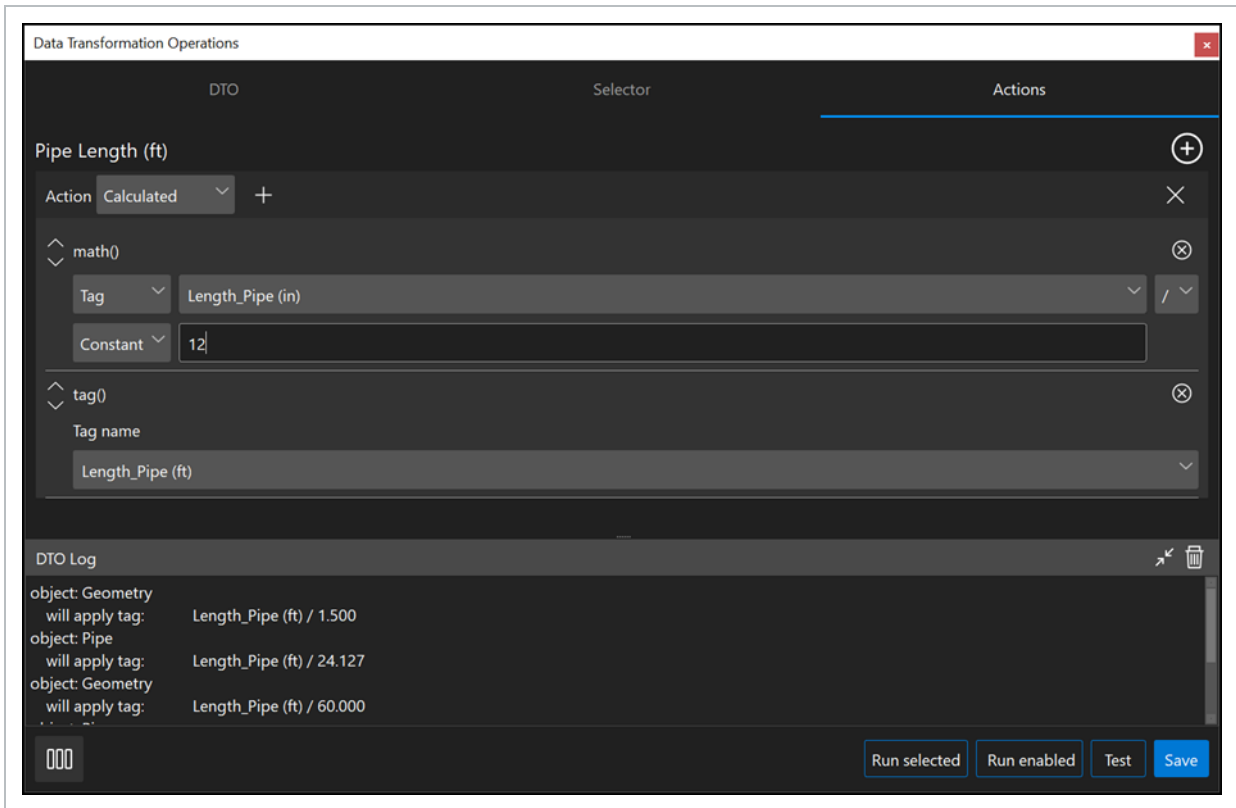 Data Transformation Operations
DTO Selector Actions
Pipe Length (ft)
Action Calculated
math()
Tag Length_Pipe (in) /
Constant 12
tag()
Tag name
Length_Pipe (ft)
DTO Log
object: Geometry
will apply tag: Length_Pipe (ft) / 1.500
object: Pipe
will apply tag: Length_Pipe (ft) / 24.127
object: Geometry
will apply tag: Length_Pipe (ft) / 60.000
Run selected Run enabled Test Save